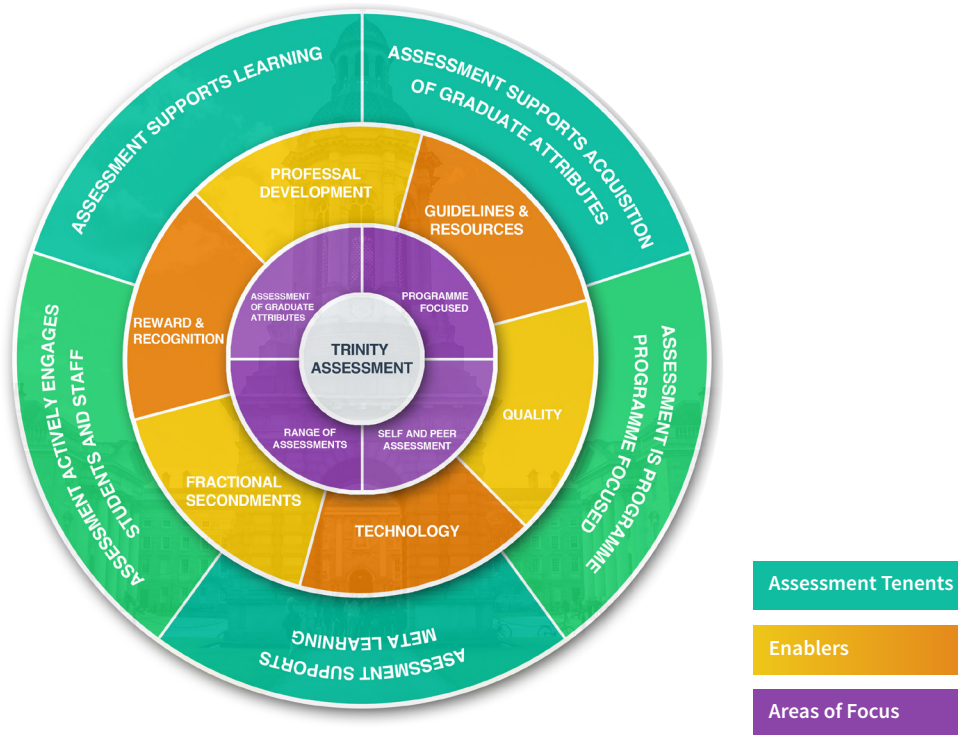 ASSESSMENT SUPPORTS LEARNING
ASSESSMENT SUPPORTS ACQUISITION
OF GRADUATE ATTRIBUTES
ASSESSMENT IS PROGRAMME
PROGRAMME FOCUSED
ASSESSMENT SUPPORTS
META LEARNING
ASSESSMENT ACTIVELY ENGAGES
STUDENTS AND STAFF
PROFESSAL
DEVELOPMENT
GUIDELINES &
RESOURCES
QUALITY
TECHNOLOGY
FRACTIONAL
SECONDMENTS
REWARD &
RECOGNITION
ASSESSMENT
OF GRADUATE
ATTRIBUTES
PROGRAMME
FOCUSED
SELF AND PEER
ASSESSMENT
RANGE OF
ASSESSMENTS
TRINITY
ASSESSMENT
Assessment Tenents
Enablers
Areas of Focus